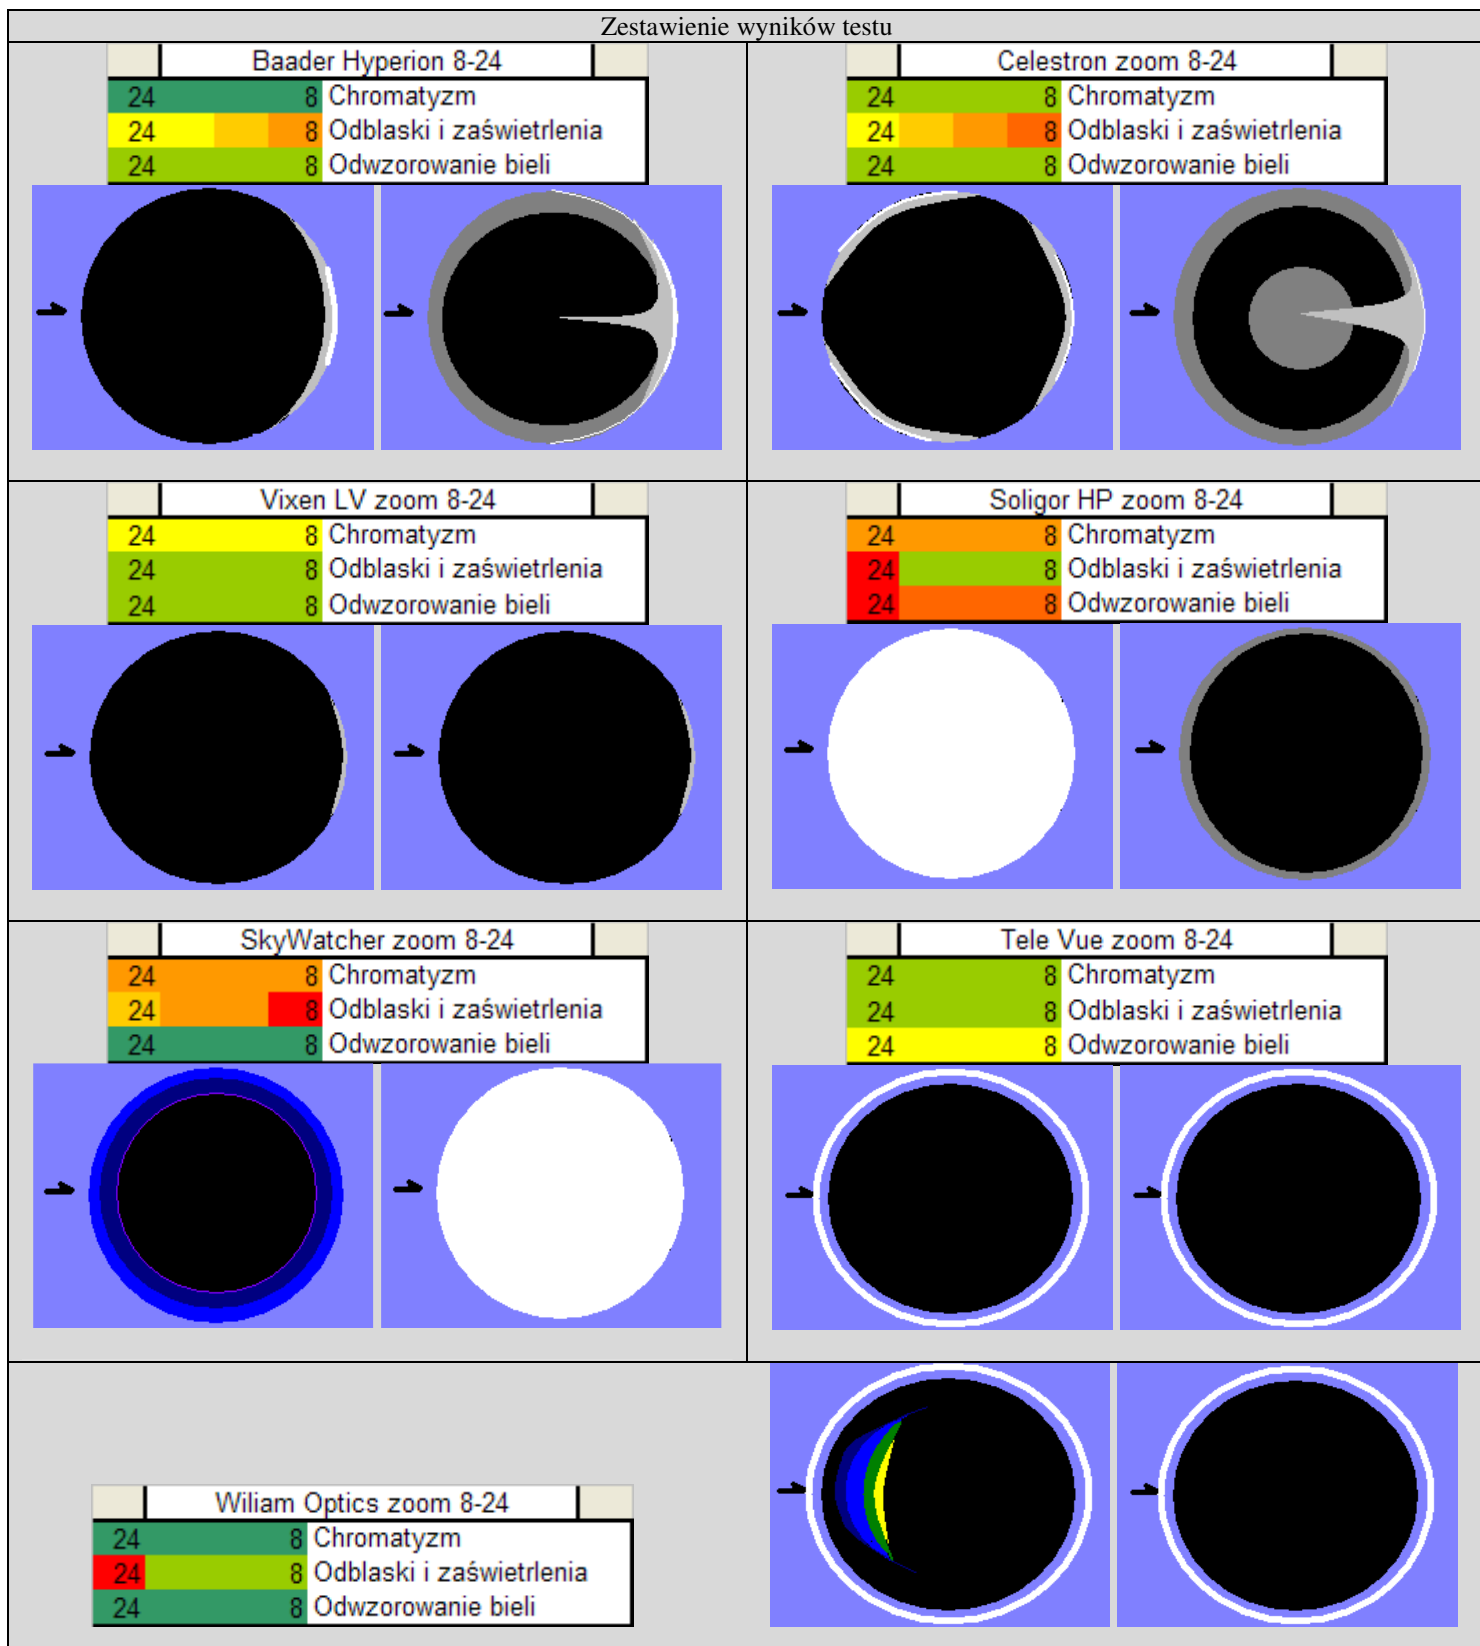 Zestawienie wyników testu
Baader Hyperion 8-24
24 8 Chromatyzm
24 8 Odblaski i zaświetrlenia
24 8 Odwzorowanie bieli
Celestron zoom 8-24
24 8 Chromatyzm
24 8 Odblaski i zaświetrlenia
24 8 Odwzorowanie bieli
Vixen LV zoom 8-24
24 8 Chromatyzm
24 8 Odblaski i zaświetrlenia
24 8 Odwzorowanie bieli
Soligor HP zoom 8-24
24 8 Chromatyzm
24 8 Odblaski i zaświetrlenia
24 8 Odwzorowanie bieli
SkyWatcher zoom 8-24
24 8 Chromatyzm
24 8 Odblaski i zaświetrlenia
24 8 Odwzorowanie bieli
Tele Vue zoom 8-24
24 8 Chromatyzm
24 8 Odblaski i zaświetrlenia
24 8 Odwzorowanie bieli
Wiliam Optics zoom 8-24
24 8 Chromatyzm
24 8 Odblaski i zaświetrlenia
24 8 Odwzorowanie bieli